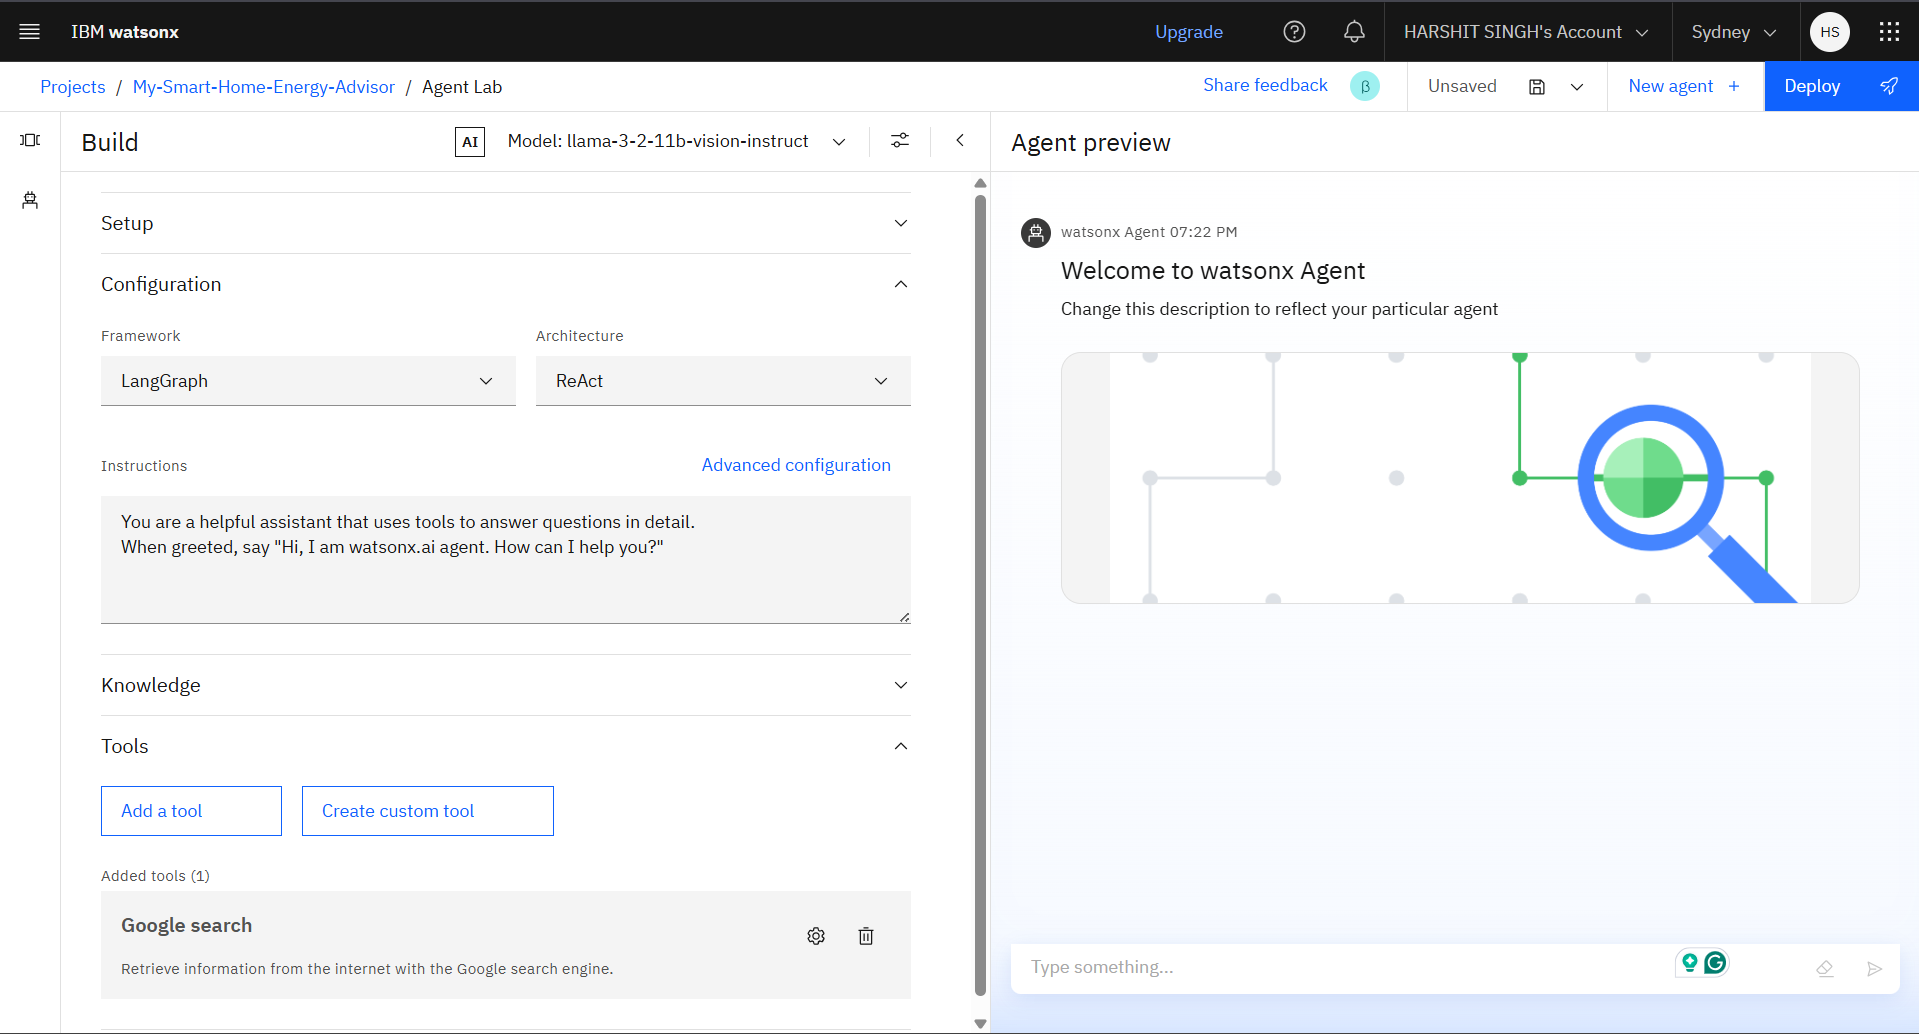 IBM watsonx
Upgrade
HARSHIT SINGH's Account
Sydney
HS
Projects / My-Smart-Home-Energy-Advisor / Agent Lab
Share feedback
β
Unsaved
New agent +
Deploy
Build
AI
Model: llama-3-2-11b-vision-instruct
Setup
Configuration
Framework
Architecture
LangGraph
ReAct
Instructions
Advanced configuration
You are a helpful assistant that uses tools to answer questions in detail.
When greeted, say "Hi, I am watsonx.ai agent. How can I help you?"
Knowledge
Tools
Add a tool
Create custom tool
Added tools (1)
Google search
Retrieve information from the internet with the Google search engine.
Agent preview
watsonx Agent 07:22 PM
Welcome to watsonx Agent
Change this description to reflect your particular agent
Type something...